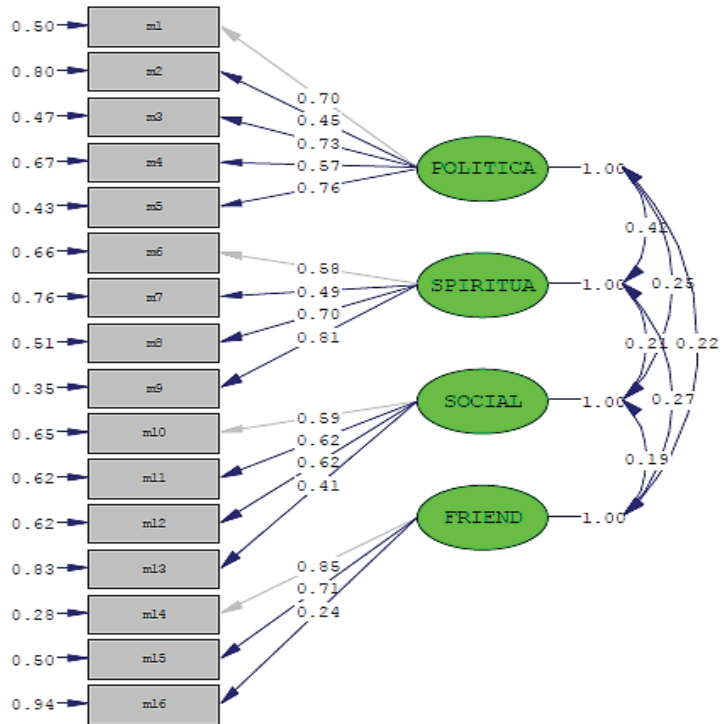 0.50 m1
0.80 m2
0.47 m3
0.67 m4
0.43 m5
0.66 m6
0.76 m7
0.51 m8
0.35 m9
0.65 m10
0.62 m11
0.62 m12
0.83 m13
0.28 m14
0.50 m15
0.94 m16
0.70
0.45
0.73
0.57
0.76
0.58
0.49
0.70
0.81
0.59
0.62
0.62
0.41
0.85
0.71
0.24
POLITICA 1.00
SPIRITUA 1.00
SOCIAL 1.00
FRIEND 1.00
0.25
0.21 0.22
0.27
0.19